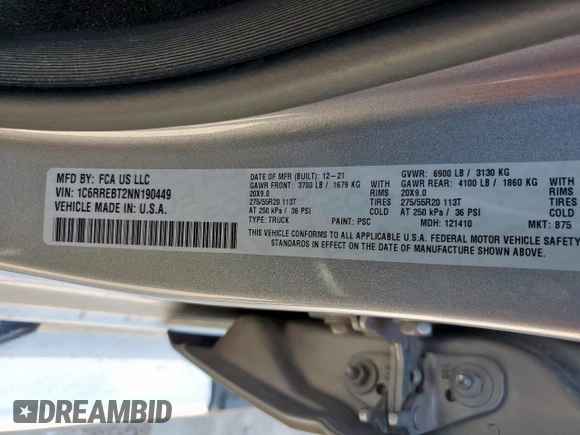 MFD BY: FCA US LLC
VIN: 1C6RREBT2NN190449
VEHICLE MADE IN: U.S.A.
DATE OF MFR (BUILT): 12-21
GAWR FRONT: 3700 LB / 1679 KG WITH
20X9.0 RIMS
275/55R20 113T
AT 250 kPa / 36 PSI
TYPE: TRUCK PAINT: PSC
GVWR: 6900 LB / 3130 KG
GAWR REAR: 4100 LB / 1860 KG WITH
20X9.0 RIMS
275/55R20 113T
AT 250 kPa / 36 PSI
MDH: 121410 MKT: 875
THIS VEHICLE CONFORMS TO ALL APPLICABLE U.S.A. FEDERAL MOTOR VEHICLE SAFETY
STANDARDS IN EFFECT ON THE DATE OF MANUFACTURE SHOWN ABOVE.
DREAMBID